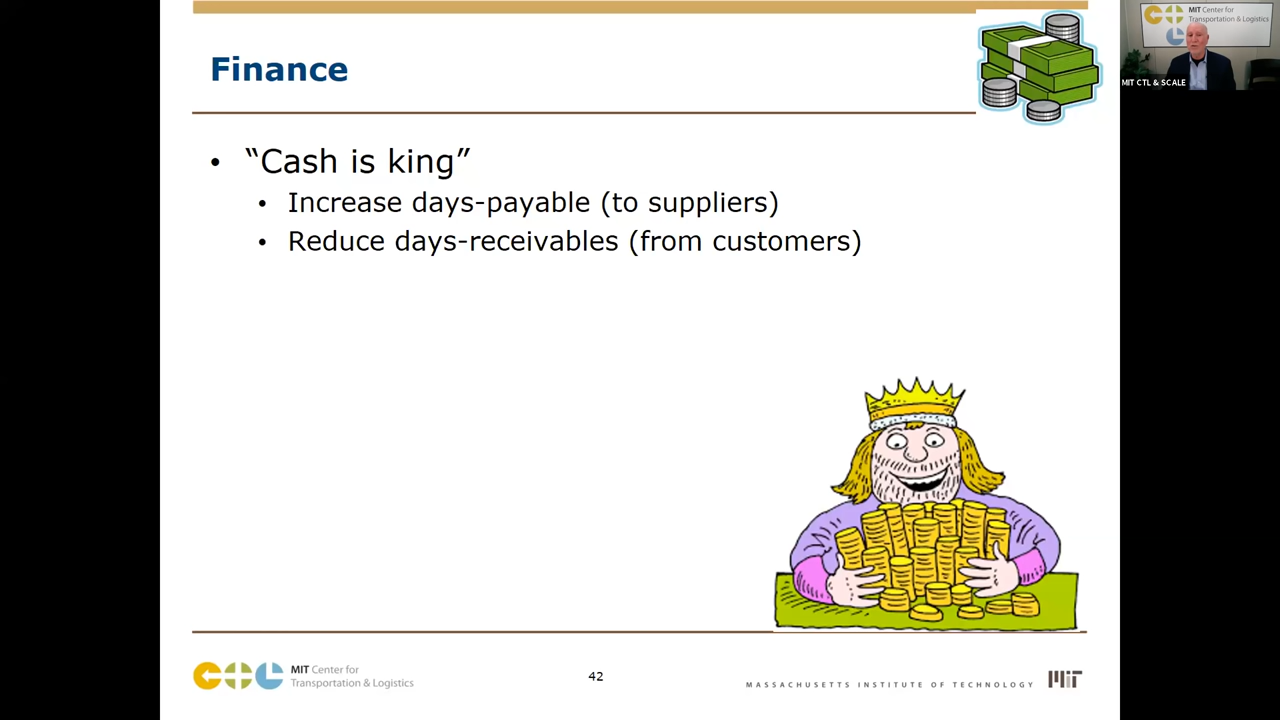 Finance
• “Cash is king”
• Increase days-payable (to suppliers)
• Reduce days-receivables (from customers)
MIT Center for
Transportation & Logistics
42
MASSACHUSETTS INSTITUTE OF TECHNOLOGY
MIT
MIT Center for
Transportation & Logistics
MIT CTL & SCALE